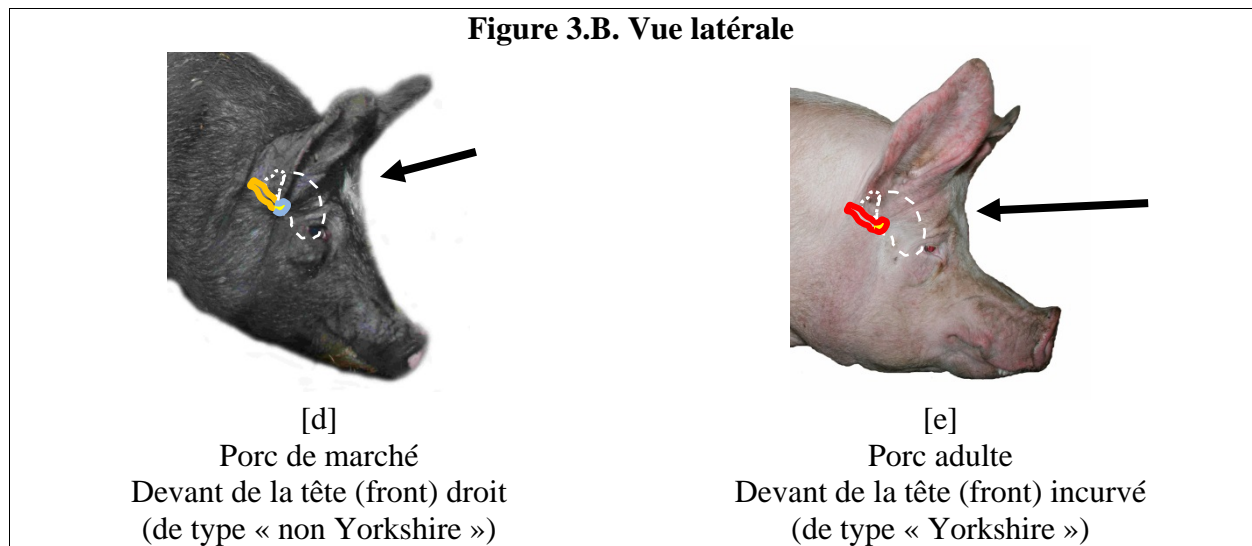 Figure 3.B. Vue latérale
[d]
Porc de marché
Devant de la tête (front) droit
(de type « non Yorkshire »)
[e]
Porc adulte
Devant de la tête (front) incurvé
(de type « Yorkshire »)